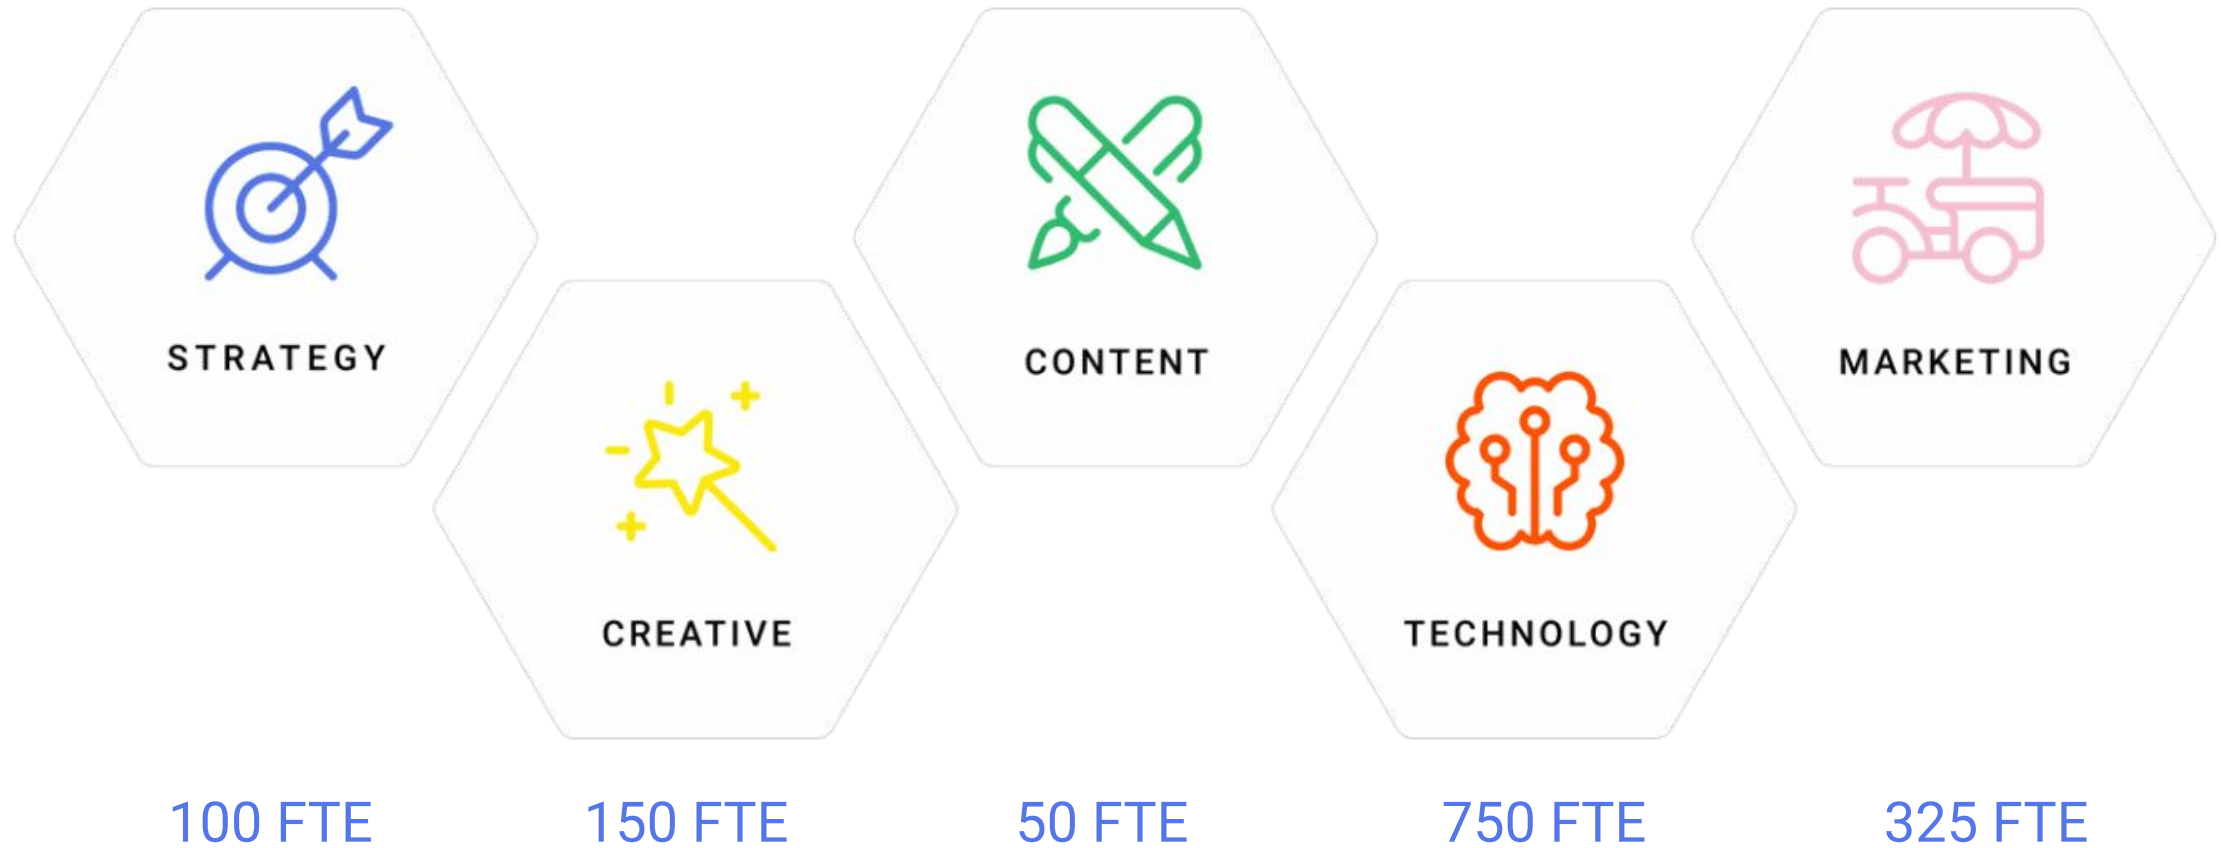 STRATEGY
CREATIVE
CONTENT
TECHNOLOGY
MARKETING
100 FTE
150 FTE
50 FTE
750 FTE
325 FTE